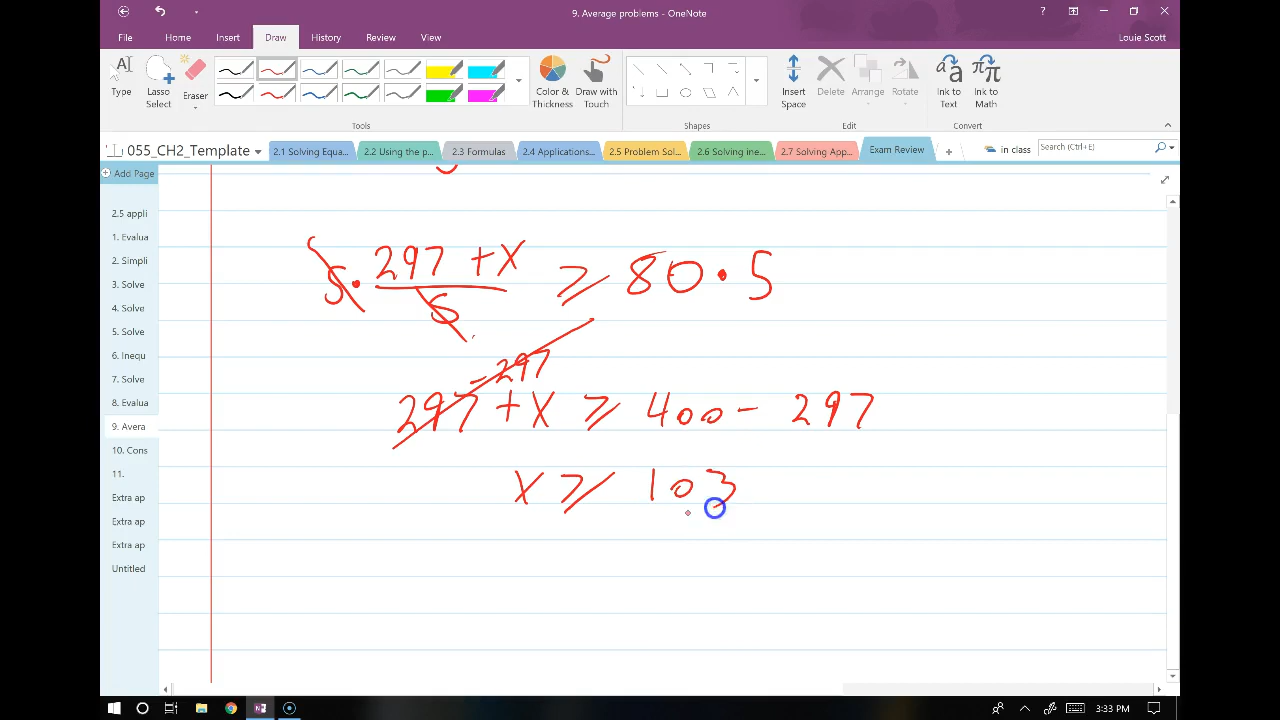 9. Average problems - OneNote
File Home Insert Draw History Review View
Louie Scott
Type
Lasso Select
Eraser
Color & Thickness
Draw with Touch
Insert Space
Delete
Arrange
Rotate
Ink to Text
Ink to Math
Tools Shapes Edit Convert
055_CH2_Template
2.1 Solving Equa... 2.2 Using the p... 2.3 Formulas 2.4 Applications... 2.5 Problem Sol... 2.6 Solving ine... 2.7 Solving App... Exam Review
in class
Search (Ctrl+E)
Add Page
2.5 appli
1. Evalua
2. Simpli
3. Solve
4. Solve
5. Solve
6. Inequ
7. Solve
8. Evalua
9. Avera
10. Cons
11.
Extra ap
Extra ap
Extra ap
Untitled
5 · 297 + X ≥ 80 · 5
5
- 297
297 + X ≥ 400 - 297
X ≥ 103
3:33 PM